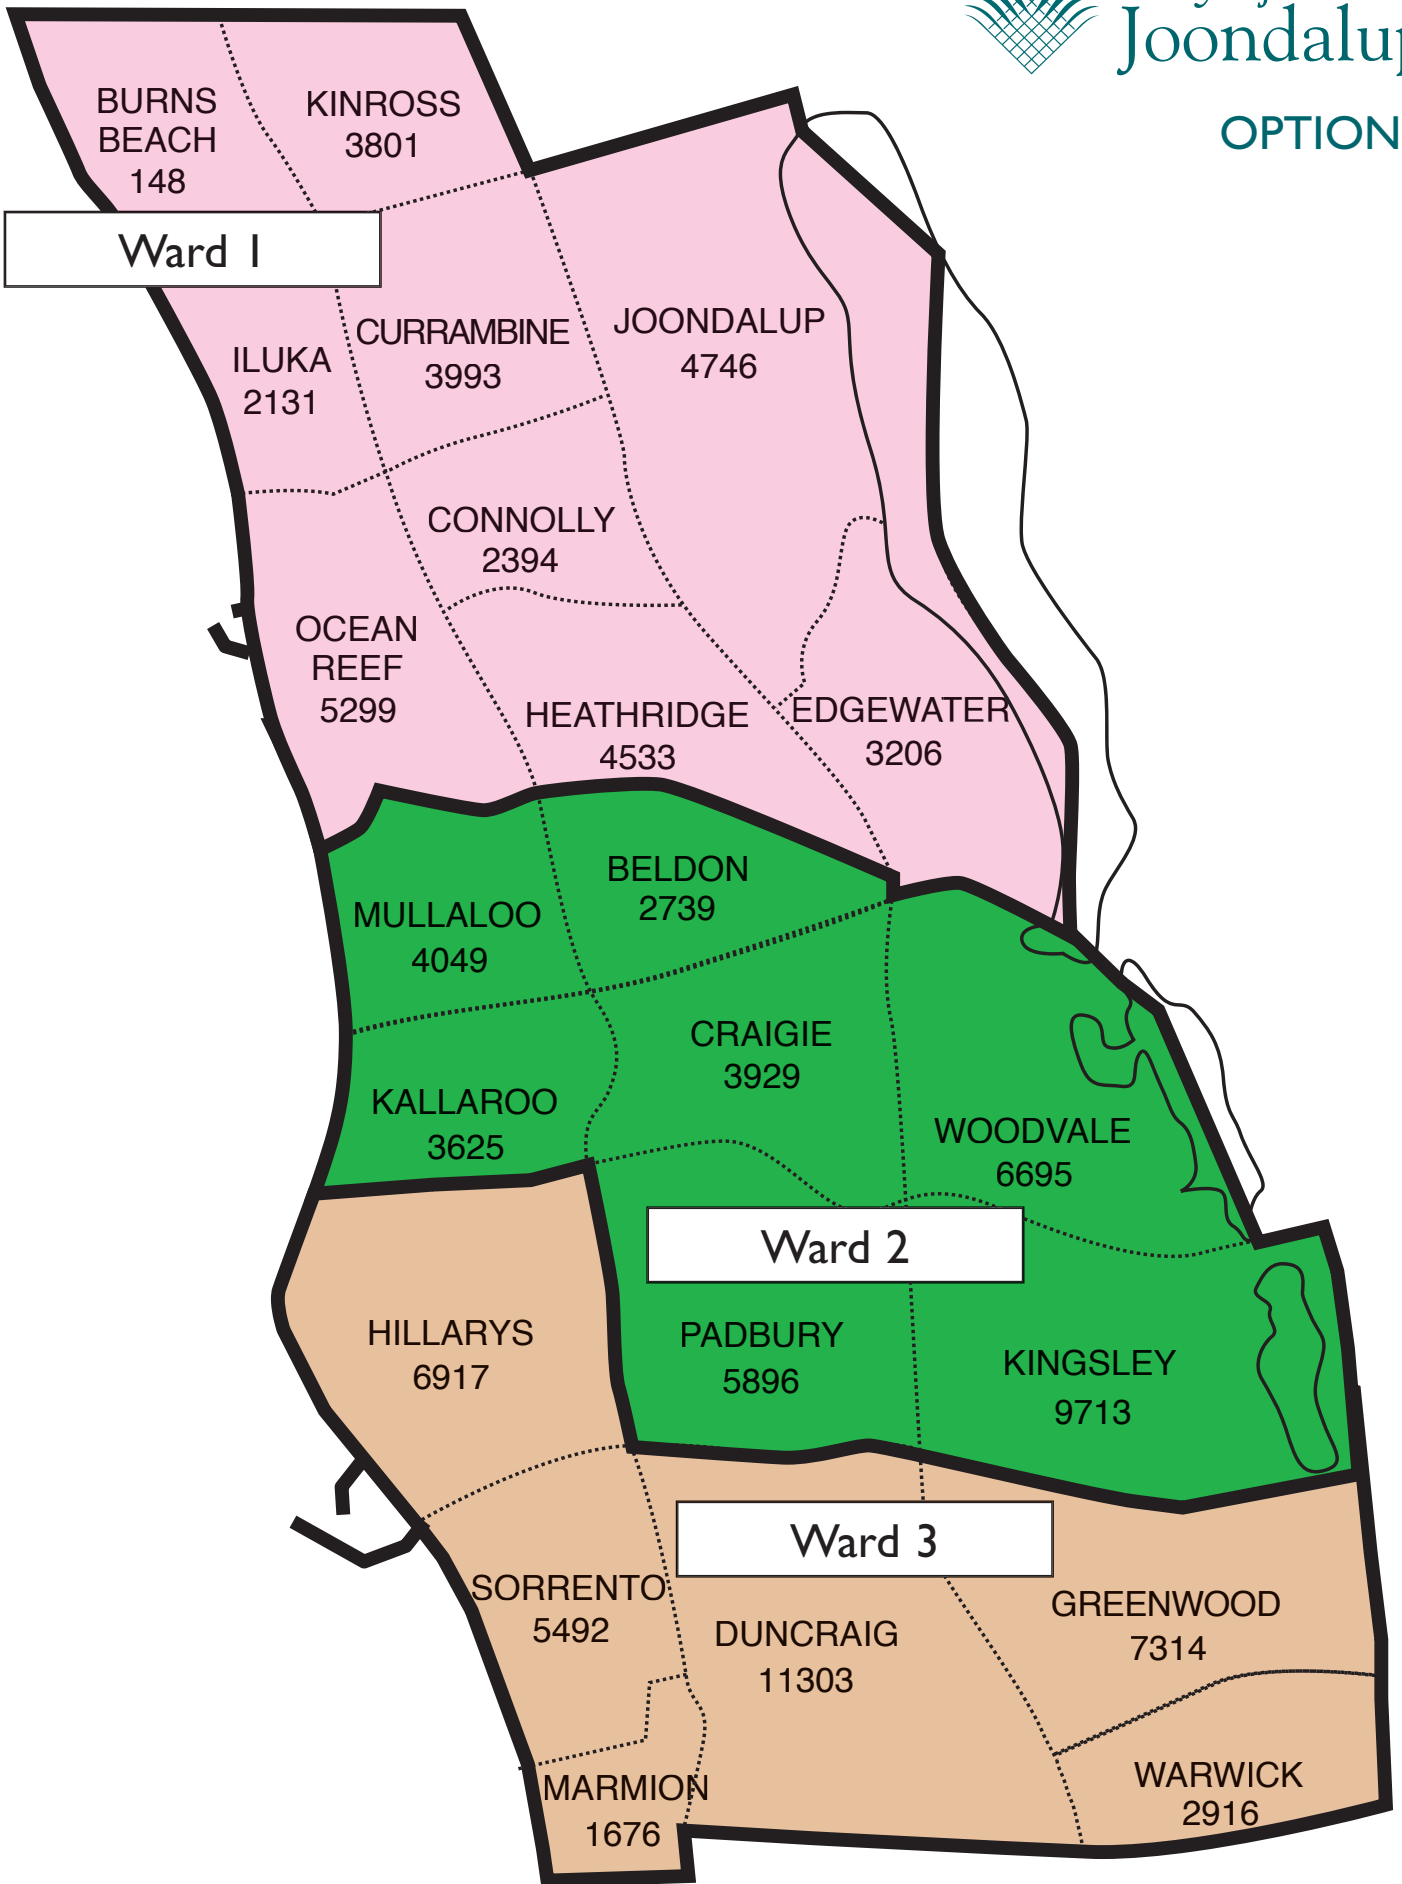 Joondalup
OPTION
BURNS
BEACH
148
KINROSS
3801
Ward 1
ILUKA
2131
CURRAMBINE
3993
JOONDALUP
4746
CONNOLLY
2394
OCEAN
REEF
5299
HEATHRIDGE
4533
EDGEWATER
3206
MULLALOO
4049
BELDON
2739
KALLAROO
3625
CRAIGIE
3929
WOODVALE
6695
Ward 2
HILLARYS
6917
PADBURY
5896
KINGSLEY
9713
Ward 3
SORRENTO
5492
DUNCRAIG
11303
GREENWOOD
7314
MARMION
1676
WARWICK
2916